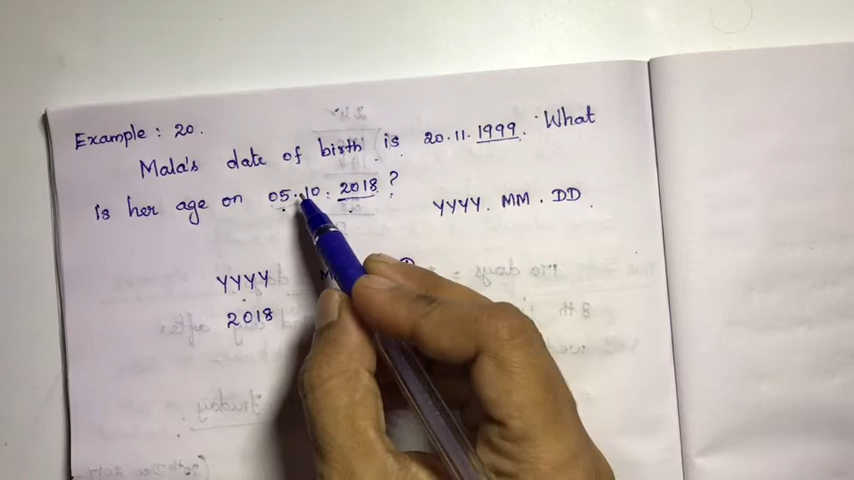 Example : 20.
Mala's date of birth is 20.11.1999. What
is her age on 05.10.2018 ?
YYYY. MM. DD.
YYYY
2018